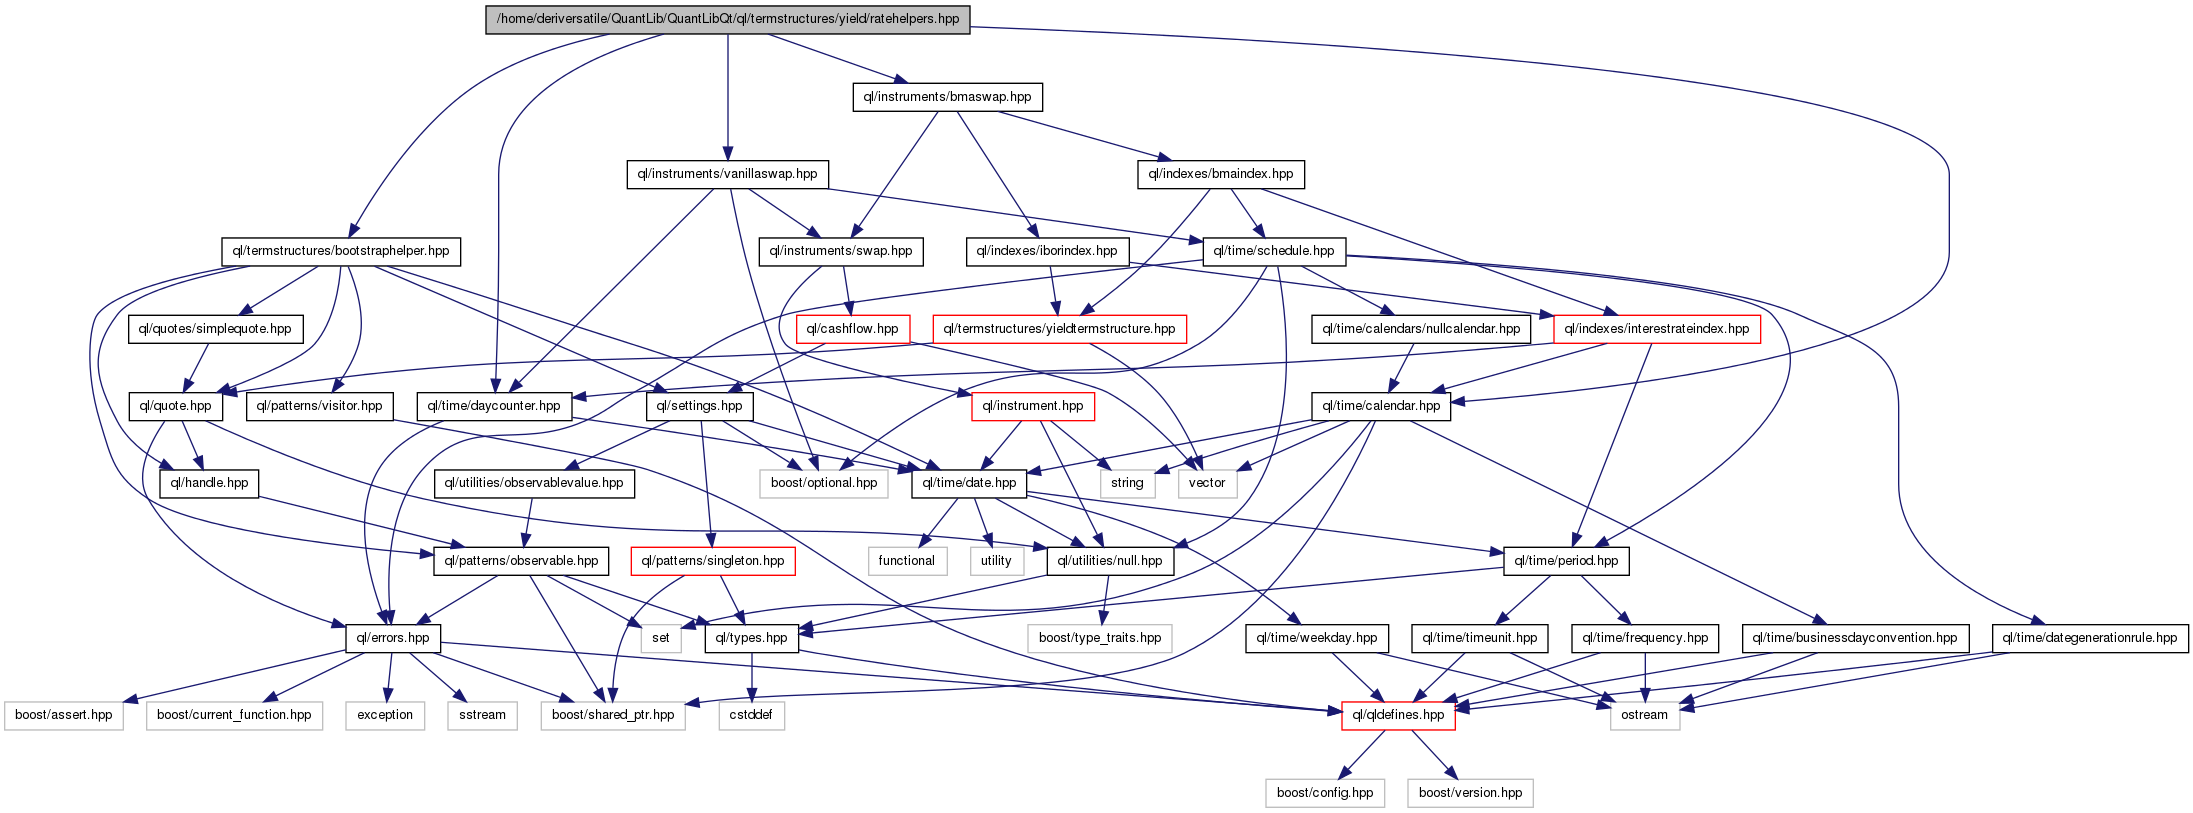 /home/deriversatile/QuantLib/QuantLibQt/ql/termstructures/yield/ratehelpers.hpp
ql/instruments/bmaswap.hpp
ql/instruments/vanillaswap.hpp
ql/indexes/bmaindex.hpp
ql/termstructures/bootstraphelper.hpp
ql/instruments/swap.hpp
ql/indexes/iborindex.hpp
ql/time/schedule.hpp
ql/quotes/simplequote.hpp
ql/cashflow.hpp
ql/termstructures/yieldtermstructure.hpp
ql/time/calendars/nullcalendar.hpp
ql/indexes/interestrateindex.hpp
ql/quote.hpp
ql/patterns/visitor.hpp
ql/time/daycounter.hpp
ql/settings.hpp
ql/instrument.hpp
ql/time/calendar.hpp
ql/handle.hpp
ql/utilities/observablevalue.hpp
boost/optional.hpp
ql/time/date.hpp
string
vector
ql/patterns/observable.hpp
ql/patterns/singleton.hpp
functional
utility
ql/utilities/null.hpp
ql/time/period.hpp
ql/errors.hpp
set
ql/types.hpp
boost/type_traits.hpp
ql/time/weekday.hpp
ql/time/timeunit.hpp
ql/time/frequency.hpp
ql/time/businessdayconvention.hpp
ql/time/dategenerationrule.hpp
boost/assert.hpp
boost/current_function.hpp
exception
sstream
boost/shared_ptr.hpp
cstddef
ql/qldefines.hpp
ostream
boost/config.hpp
boost/version.hpp